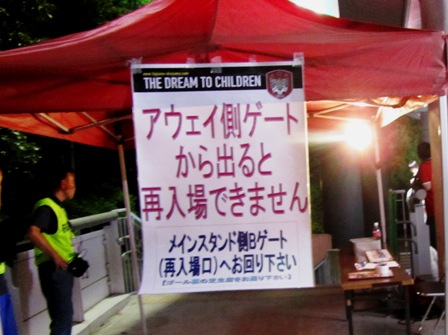 THE DREAM TO CHILDREN
アウェイ側ゲート
から出ると
再入場できません
メインスタンド側Bゲート
(再入場口)へお回り下さい